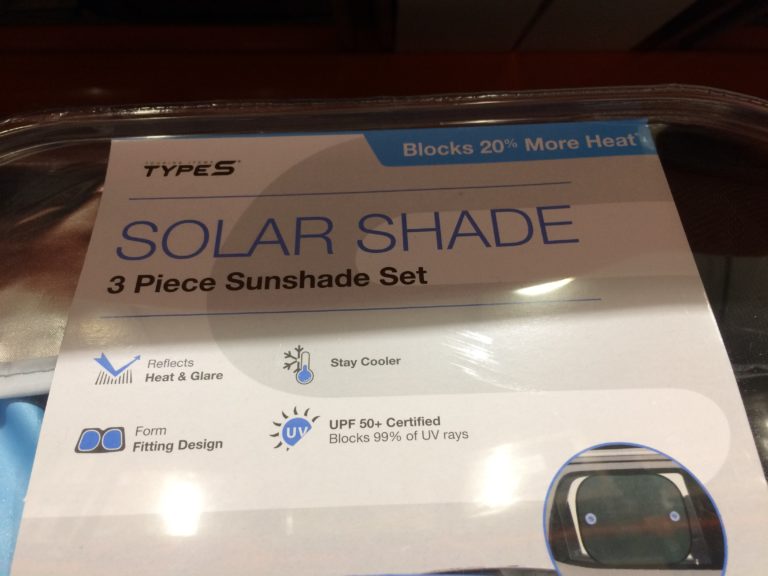 Blocks 20% More Heat*
TYPE S
SOLAR SHADE
3 Piece Sunshade Set
Reflects
Heat & Glare
Stay Cooler
Form
Fitting Design
UV
UPF 50+ Certified
Blocks 99% of UV rays